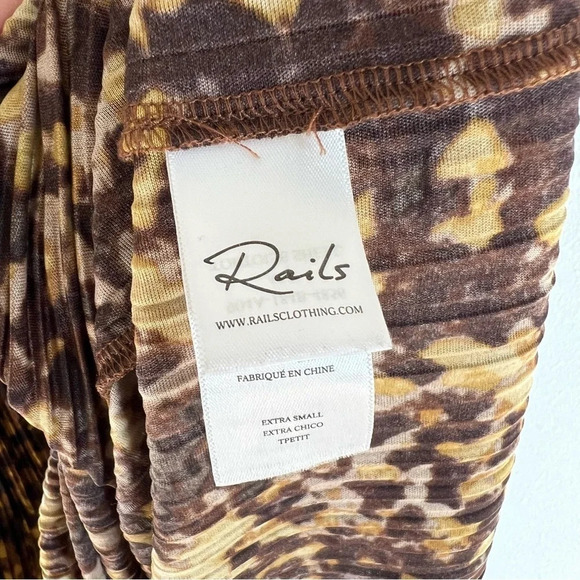 Rails
WWW.RAILSCLOTHING.COM
FABRIQUÉ EN CHINE
EXTRA SMALL
EXTRA CHICO
TPETIT